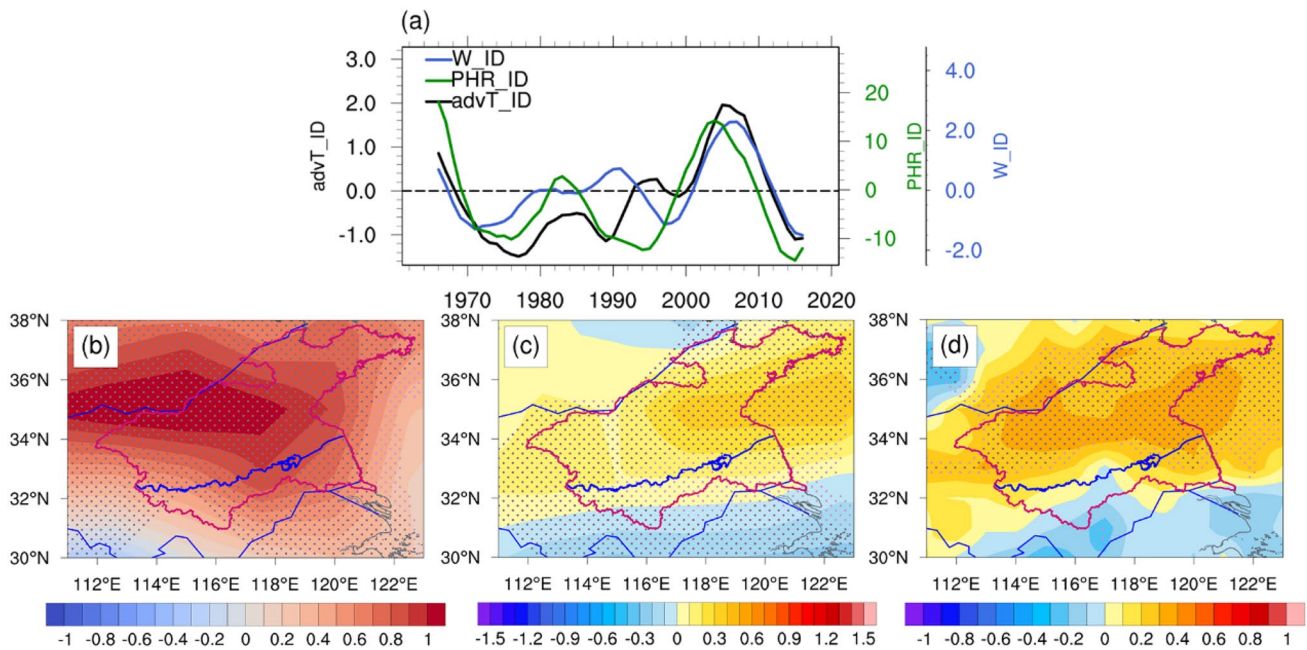 (a)
W_ID
PHR_ID
advT_ID
advT_ID
3.0
2.0
1.0
0.0
-1.0
20
10
0
-10
PHR_ID
4.0
2.0
0.0
-2.0
W_ID
1970 1980 1990 2000 2010 2020
(b)
38°N
36°N
34°N
32°N
30°N
112°E 114°E 116°E 118°E 120°E 122°E
-1 -0.8 -0.6 -0.4 -0.2 0 0.2 0.4 0.6 0.8 1
(c)
38°N
36°N
34°N
32°N
30°N
112°E 114°E 116°E 118°E 120°E 122°E
-1.5 -1.2 -0.9 -0.6 -0.3 0 0.3 0.6 0.9 1.2 1.5
(d)
38°N
36°N
34°N
32°N
30°N
112°E 114°E 116°E 118°E 120°E 122°E
-1 -0.8 -0.6 -0.4 -0.2 0 0.2 0.4 0.6 0.8 1